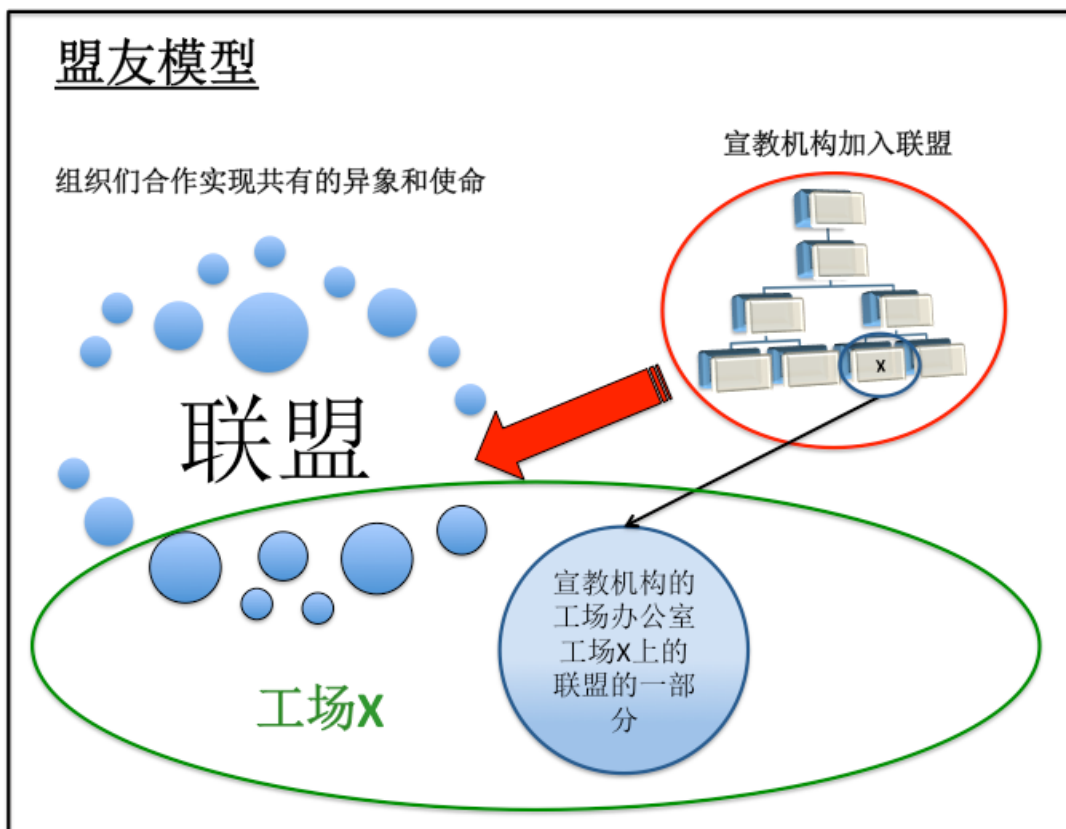 盟友模型
组织们合作实现共有的异象和使命
宣教机构加入联盟
X
联盟
宣教机构的
工场办公室
工场X上的
联盟的一部
分
工场X